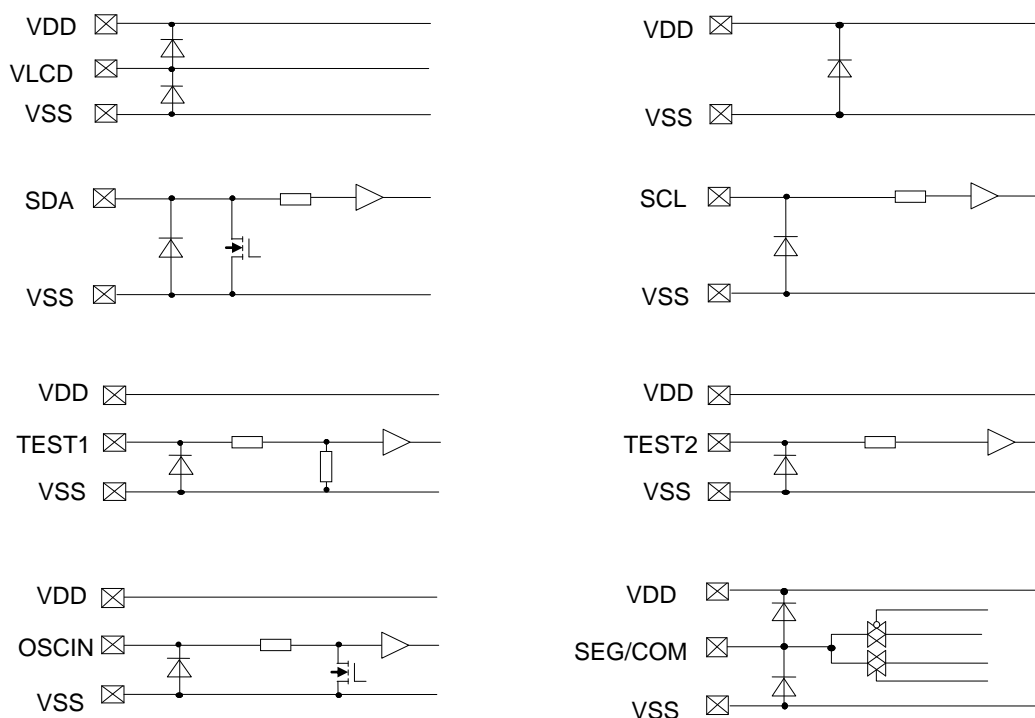 VDD
VLCD
VSS
VDD
VSS
SDA
VSS
SCL
VSS
VDD
TEST1
VSS
VDD
TEST2
VSS
VDD
OSCIN
VSS
VDD
SEG/COM
VSS